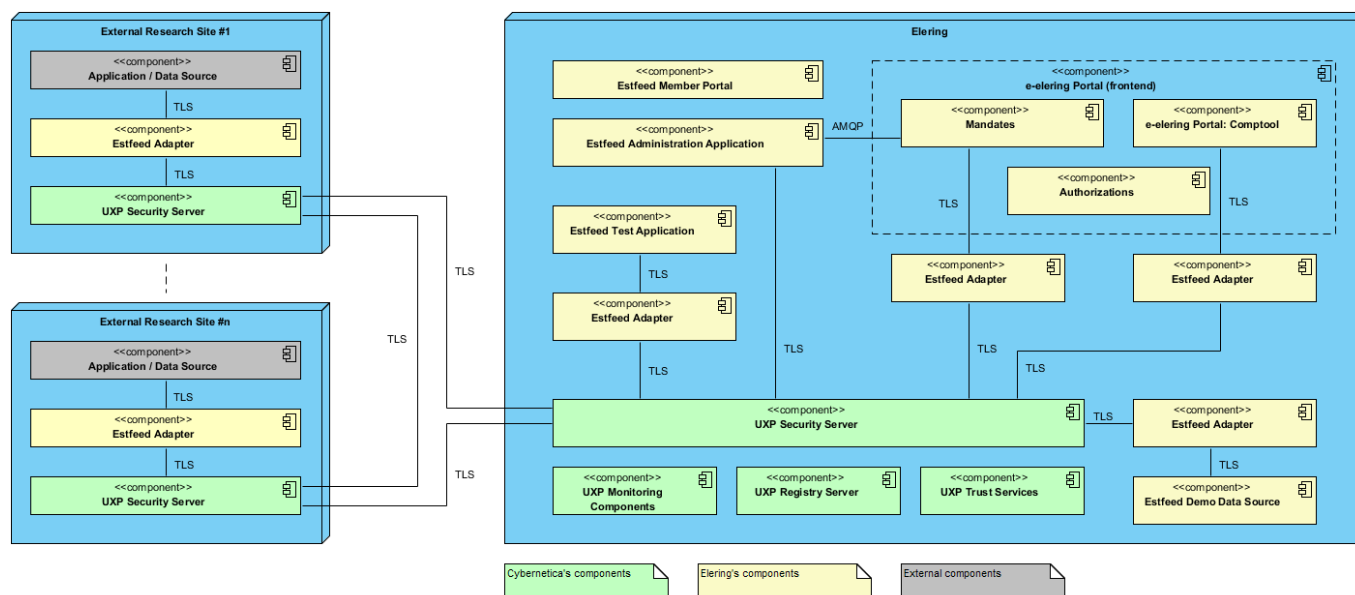 External Research Site #1
<<component>>
Application / Data Source
TLS
<<component>>
Estfeed Adapter
TLS
<<component>>
UXP Security Server
External Research Site #n
<<component>>
Application / Data Source
TLS
<<component>>
Estfeed Adapter
TLS
<<component>>
UXP Security Server
TLS
TLS
TLS
Elering
<<component>>
Estfeed Member Portal
<<component>>
Estfeed Administration Application
AMQP
<<component>>
e-elering Portal (frontend)
<<component>>
Mandates
<<component>>
e-elering Portal: Comptool
<<component>>
Authorizations
TLS
TLS
<<component>>
Estfeed Test Application
TLS
<<component>>
Estfeed Adapter
TLS
TLS
<<component>>
Estfeed Adapter
TLS
<<component>>
Estfeed Adapter
TLS
<<component>>
UXP Security Server
TLS
<<component>>
Estfeed Adapter
TLS
<<component>>
Estfeed Demo Data Source
<<component>>
UXP Monitoring
Components
<<component>>
UXP Registry Server
<<component>>
UXP Trust Services
Cybernetica's components
Elering's components
External components